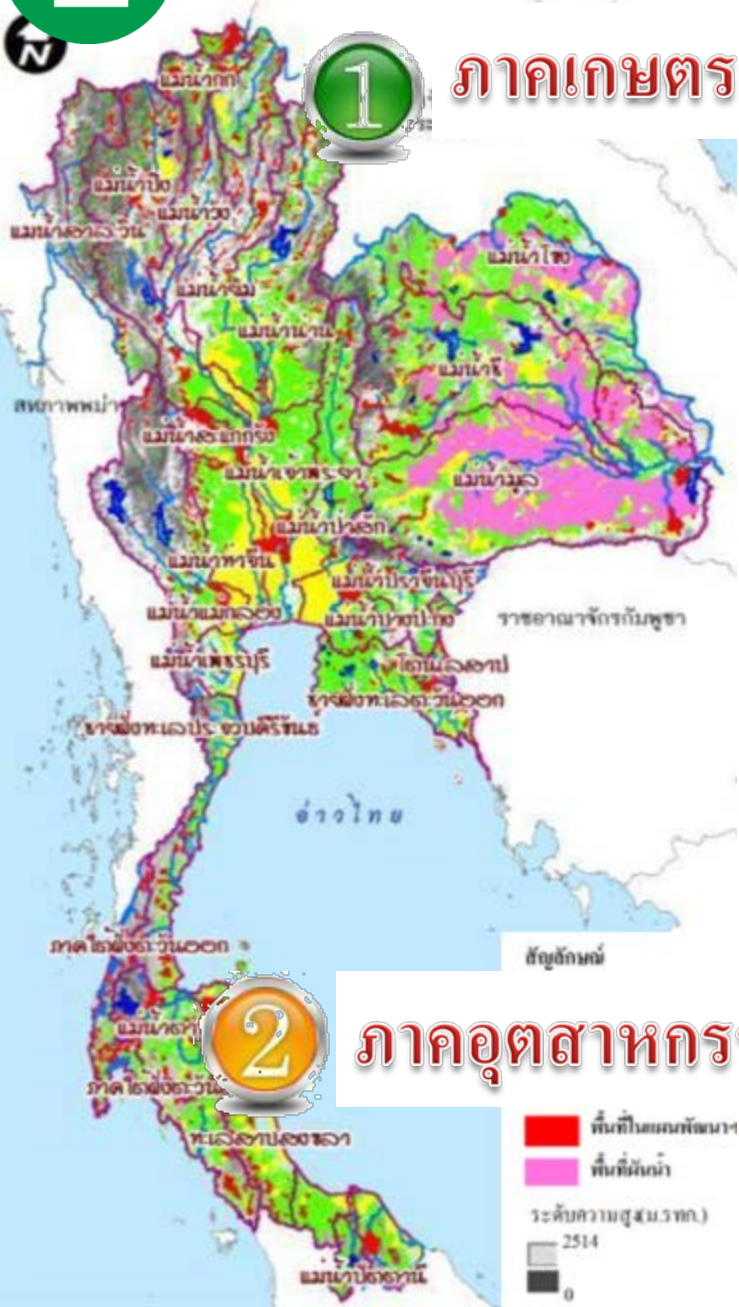 N
แม่น้ำกก
1
ภาคเกษตร
แม่น้ำปิง
แม่น้ำวัง
แม่น้ำสาละวิน
แม่น้ำโขง
แม่น้ำยม
แม่น้ำน่าน
แม่น้ำชี
สหภาพพม่า
แม่น้ำสะแกกรัง
แม่น้ำเจ้าพระยา
แม่น้ำมูล
แม่น้ำป่าสัก
แม่น้ำท่าจีน
แม่น้ำปราจีนบุรี
แม่น้ำแม่กลอง
แม่น้ำบางปะกง
ราชอาณาจักรกัมพูชา
แม่น้ำเพชรบุรี
โตนเลสาป
ชายฝั่งทะเลตะวันออก
ชายฝั่งทะเลประจวบคีรีขันธ์
อ่าวไทย
ภาคใต้ฝั่งตะวันออก
สัญลักษณ์
2
ภาคอุตสาหกร
ภาคใต้ฝั่งตะวัน
พื้นที่ในแผนพัฒนาฯ
ทะเลสาปสงขลา
พื้นที่ผันน้ำ
ระดับความสูง(ม.รทก.)
2514
0
แม่น้ำปัตตานี